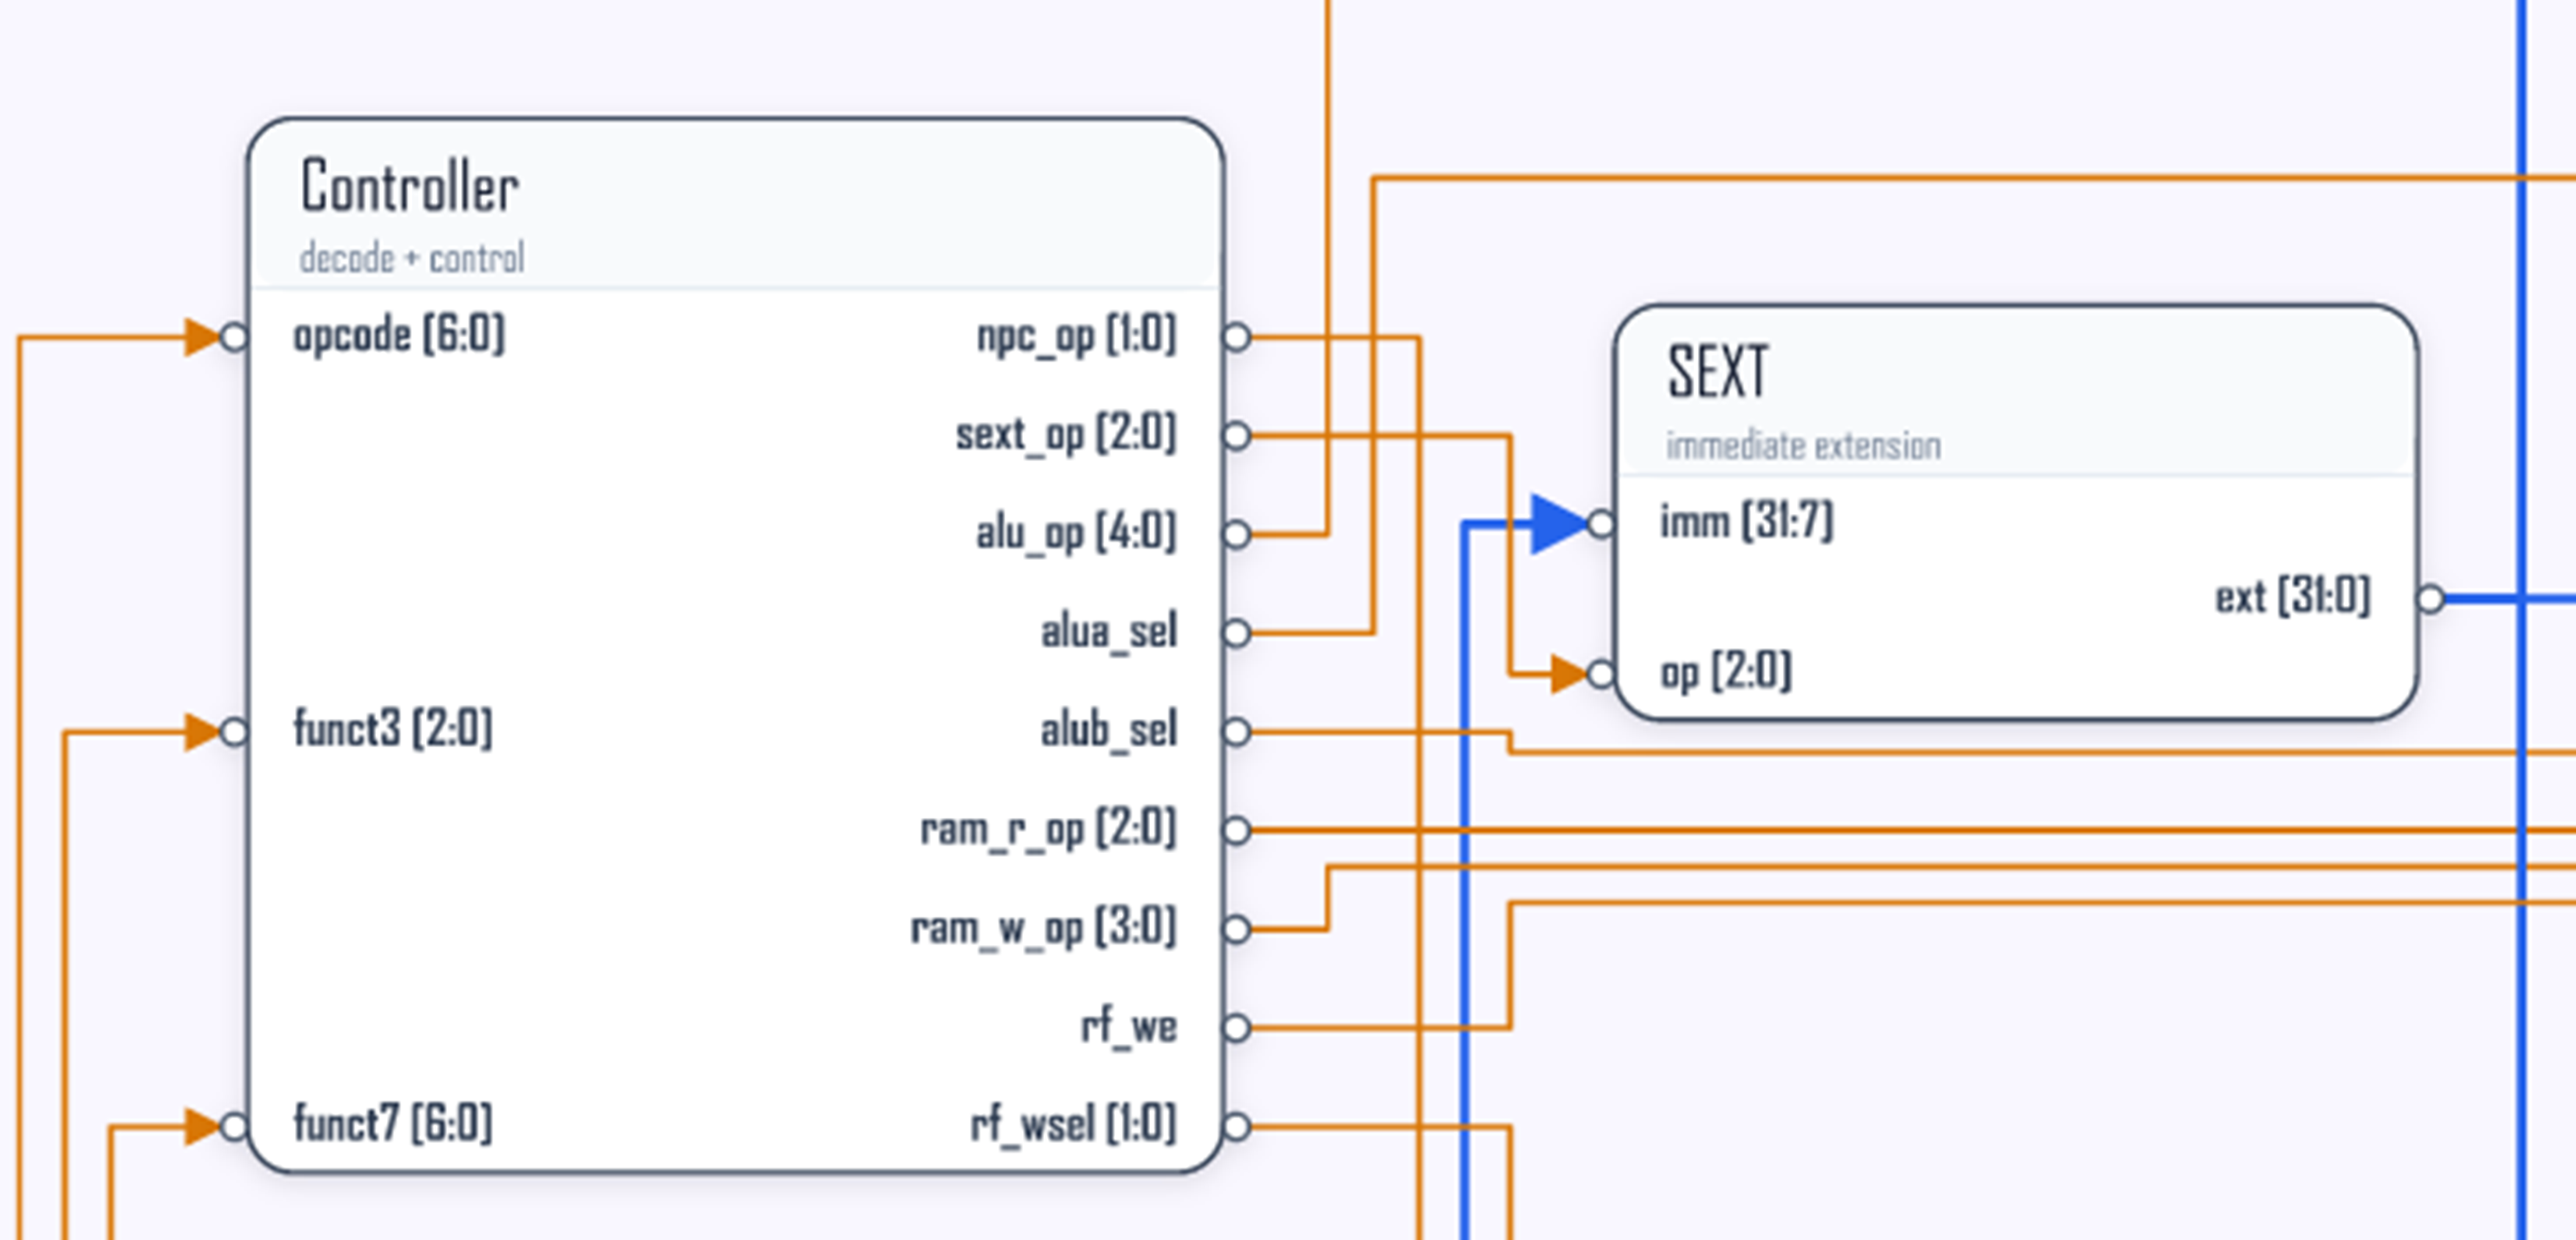 Controller
decode + control
opcode [6:0]
npc_op [1:0]
sext_op [2:0]
alu_op [4:0]
alua_sel
funct3 [2:0]
alub_sel
ram_r_op [2:0]
ram_w_op [3:0]
rf_we
funct7 [6:0]
rf_wsel [1:0]
SEXT
immediate extension
imm [31:7]
ext [31:0]
op [2:0]